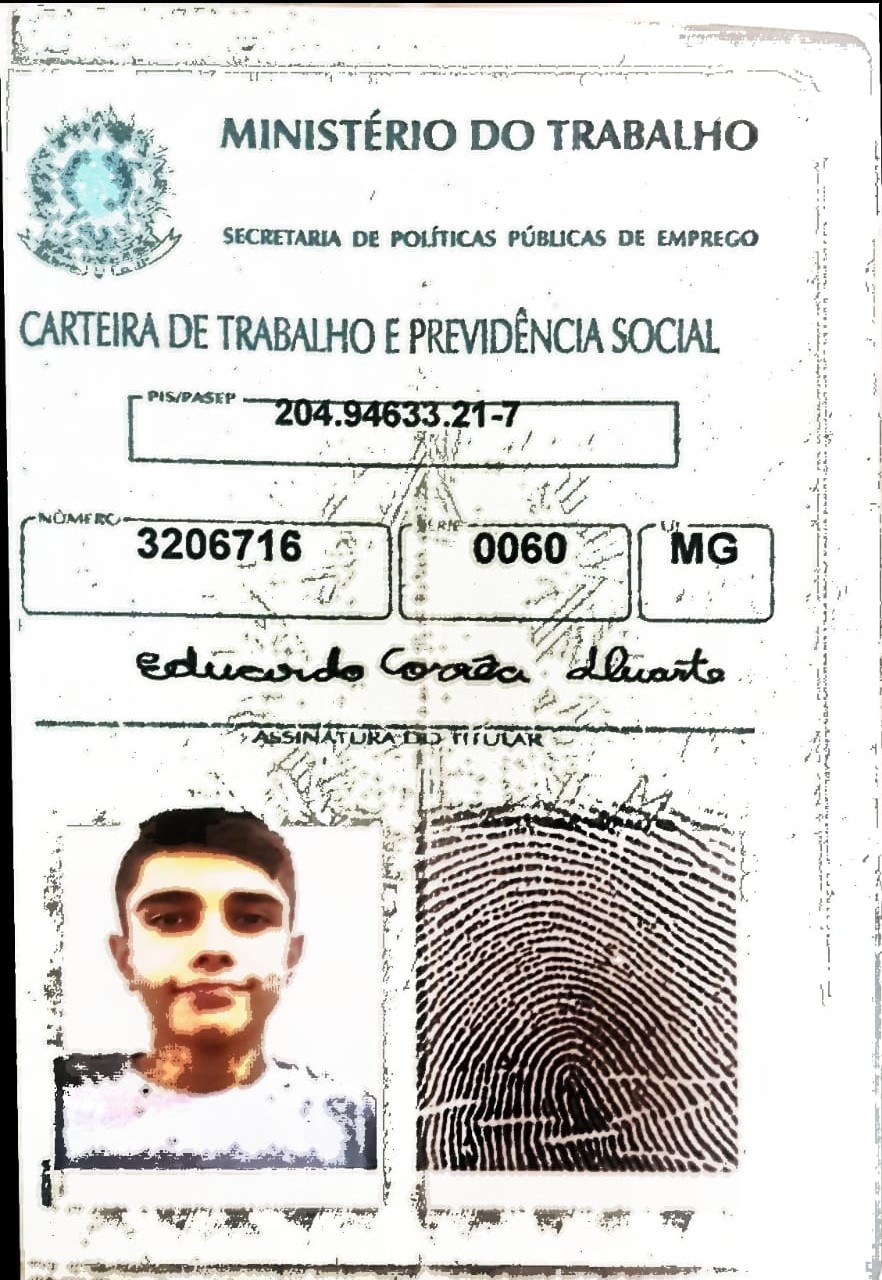 MINISTÉRIO DO TRABALHO
SECRETARIA DE POLÍTICAS PÚBLICAS DE EMPREGO
CARTEIRA DE TRABALHO E PREVIDÊNCIA SOCIAL
PIS/PASEP
204.94633.21-7
NÚMERO SÉRIE UF
3206716 0060 MG
Eduardo Corrêa Duarte
ASSINATURA DO TITULAR